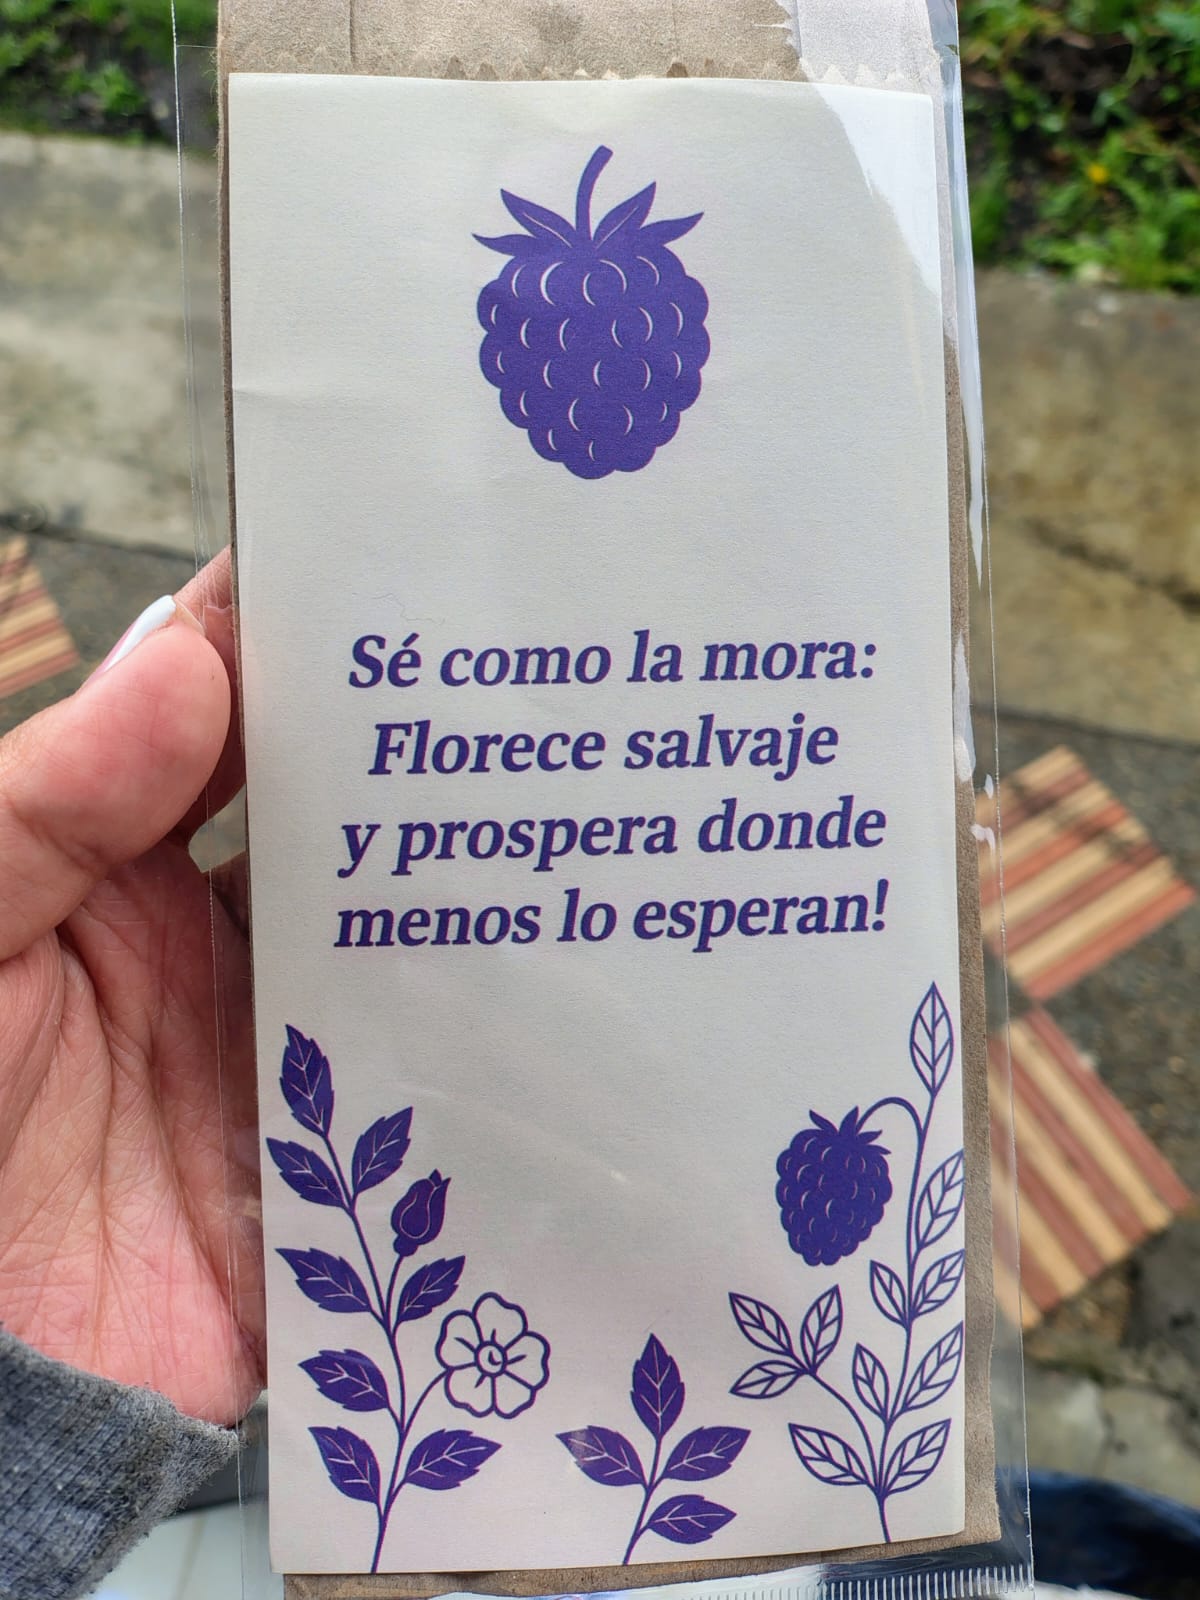 Sé como la mora:
Florece salvaje
y prospera donde
menos lo esperan!